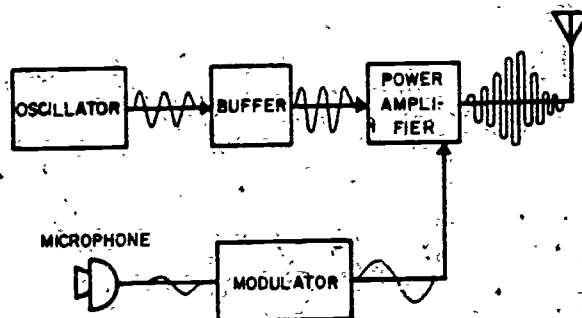 OSCILLATOR
BUFFER
POWER
AMPLI-
FIER
MICROPHONE
MODULATOR